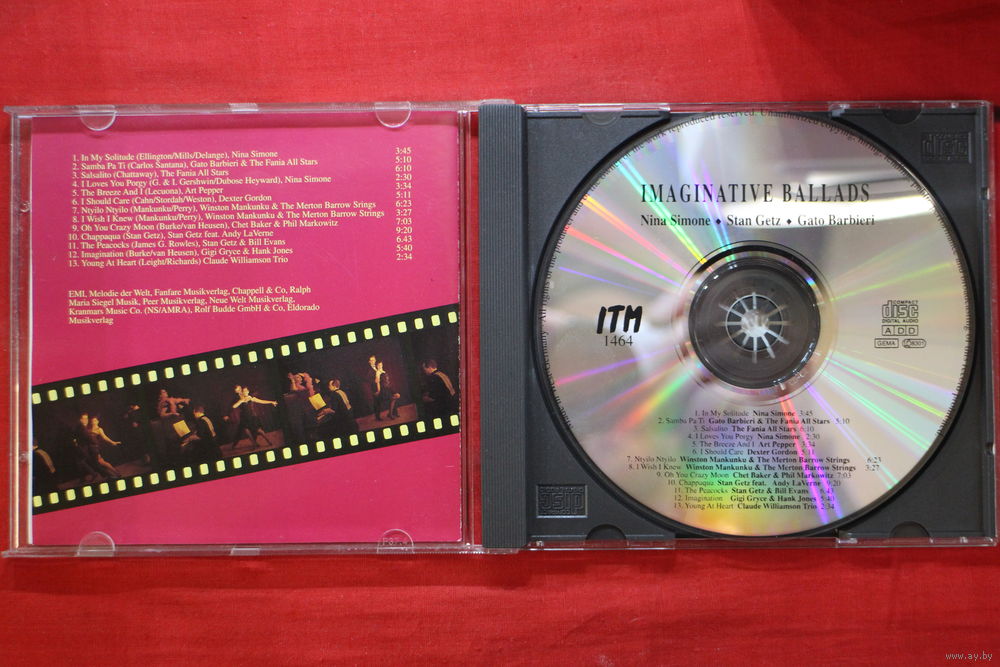 1. In My Solitude (Ellington/Mills/Delange), Nina Simone 3:45
2. Samba Pa Ti (Carlos Santana), Gato Barbieri & The Fania All Stars 5:10
3. Salsalito (Chattaway), The Fania All Stars 6:10
4. I Loves You Porgy (G. & I. Gershwin/Dubose Heyward), Nina Simone 2:30
5. The Breeze And I (Lecuona), Art Pepper 3:34
6. I Should Care (Cahn/Stordah/Weston), Dexter Gordon 5:11
7. Ntyilo Ntyilo (Mankunku/Perry), Winston Mankunku & The Merton Barrow Srings 6:23
8. I Wish I Knew (Mankunku/Perry), Winston Mankunku & The Merton Barrow Strings 3:27
9. Oh You Crazy Moon (Burke/van Heusen), Chet Baker & Phil Markowitz 7:03
10. Chappaqua (Stan Getz), Stan Getz feat. Andy LaVerne 9:20
11. The Peacocks (James G. Rowles), Stan Getz & Bill Evans 6.43
12. Imagination (Burke/van Heusen), Gigi Gryce & Hank Jones 5:40
13. Young At Heart (Leight/Richards) Claude Williamson Trio 2:34
EMI, Melodie der Welt, Fanfare Musikverlag, Chappell & Co, Ralph
Maria Siegel Musik, Peer Musikverlag, Neue Welt Musikverlag,
Kranmars Music Co. (NS/AMRA), Rolf Budde GmbH & Co, Eldorado
Musikverlag
work reproduced reserved. Unauthorized
IMAGINATIVE BALLADS
Nina Simone ◆ Stan Getz ◆ Gato Barbieri
ITM
1464
COMPACT
disc
DIGITAL AUDIO
ADD
GEMA
1. In My Solitude Nina Simone 3:45
2. Samba Pa Ti Gato Barbieri & The Fania All Stars 5:10
3. Salsalito The Fania All Stars 6:10
4. I Loves You Porgy Nina Simone 2:30
5. The Breeze And I Art Pepper 3:34
6. I Should Care Dexter Gordon 5:11
7. Ntyilo Ntyilo Winston Mankunku & The Merton Barrow Strings 6:23
8. I Wish I Knew Winston Mankunku & The Merton Barrow Strings 3:27
9. Oh You Crazy Moon Chet Baker & Phil Markowitz 7:03
10. Chappaqua Stan Getz feat. Andy LaVerne 9:20
11. The Peacocks Stan Getz & Bill Evans 6:43
12. Imagination Gigi Gryce & Hank Jones 5:40
13. Young At Heart Claude Williamson Trio 2:34
disc
disc
www.ay.by